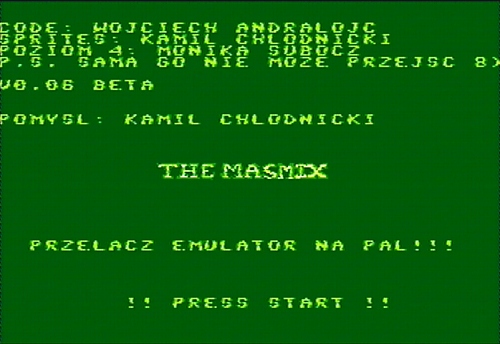 CODE: WOJCIECH ANDRALOJC
SPRITES: KAMIL CHLODNICKI
POZIOM 4: MONIKA SUBOCZ
P.S. SAMA GO NIE MOZE PRZEJSC 8)
V0.06 BETA
POMYSL: KAMIL CHLODNICKI
THE MASMIX
PRZELACZ EMULATOR NA PAL!!!
!! PRESS START !!